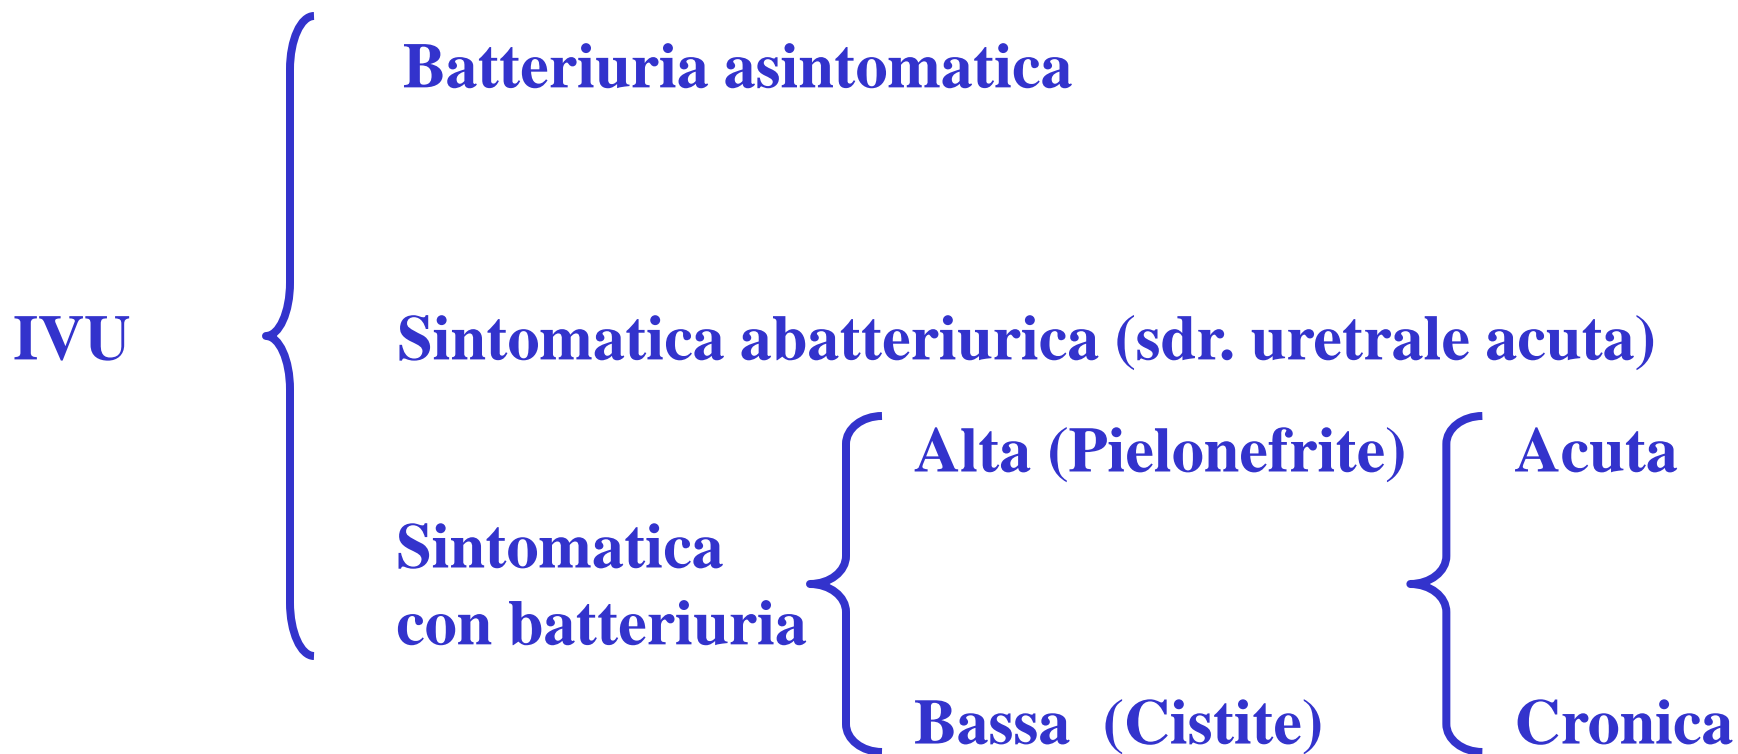 Batteriuria asintomatica
IVU
Sintomatica abatteriurica (sdr. uretrale acuta)
Alta (Pielonefrite)
Acuta
Sintomatica
con batteriuria
Bassa (Cistite)
Cronica